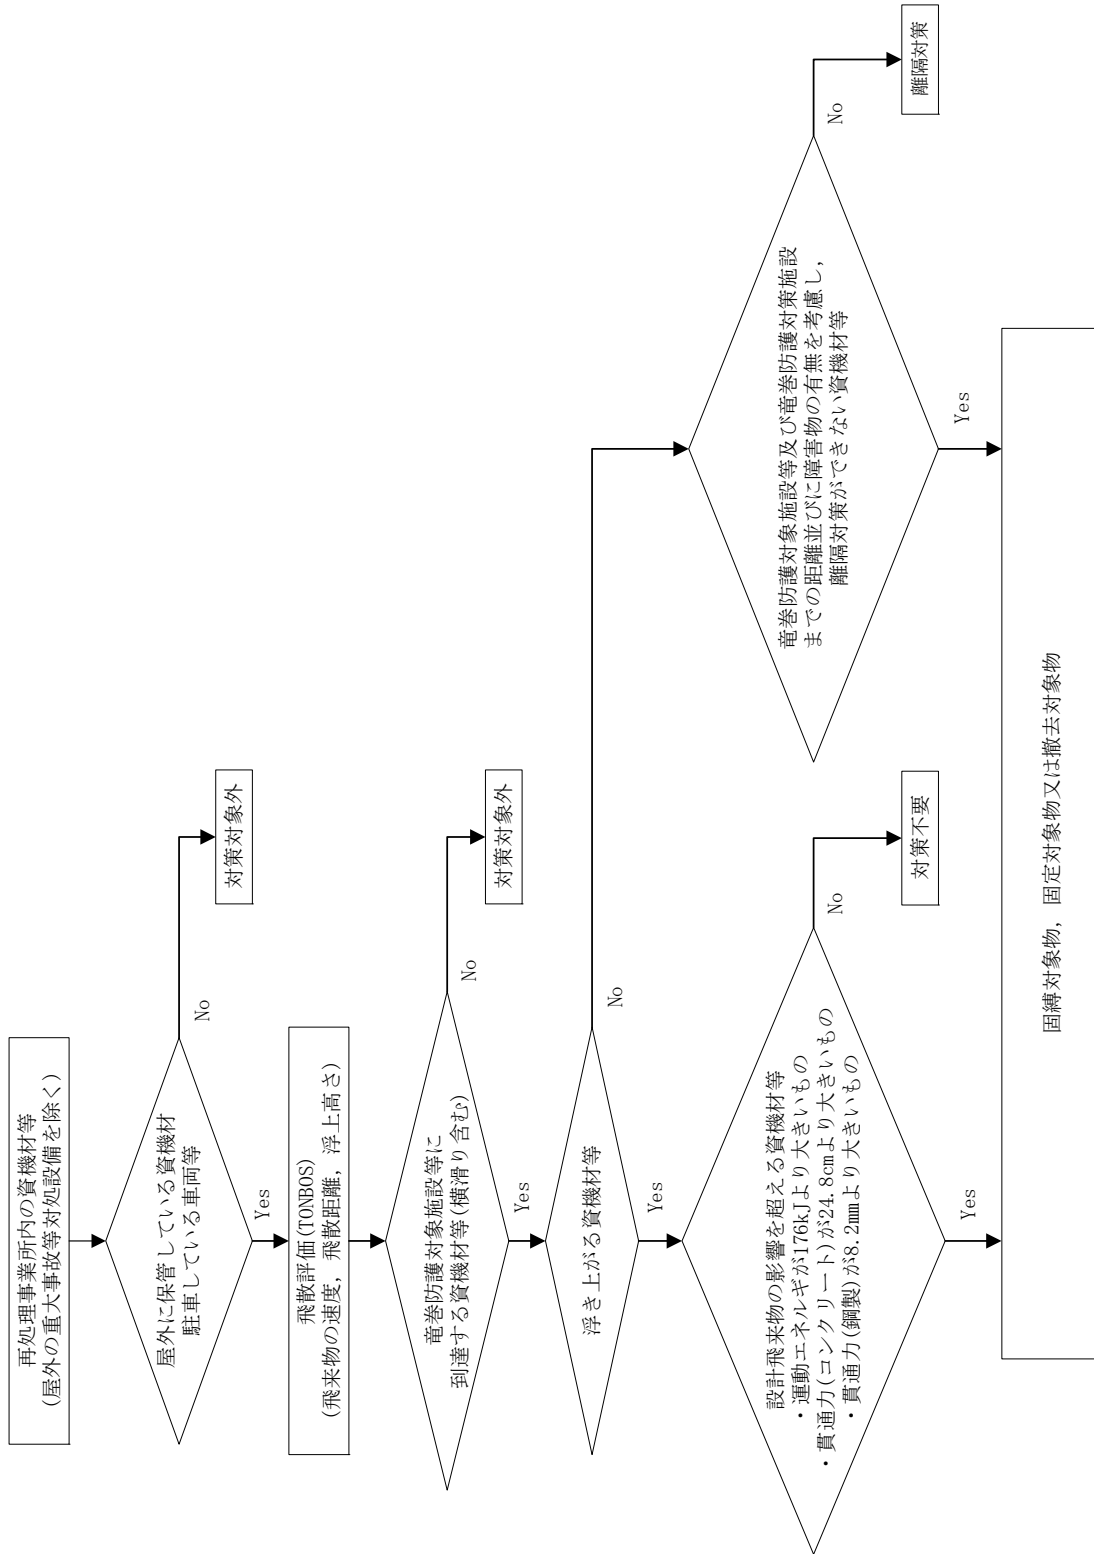 再処理事業所内の資機材等
(屋外の重大事故等対処設備を除く)
屋外に保管している資機材
駐車している車両等
No
対策対象外
Yes
飛散評価(TONBOS)
(飛来物の速度，飛散距離，浮上高さ)
竜巻防護対象施設等に
到達する資機材等(横滑り含む)
No
対策対象外
Yes
浮き上がる資機材等
No
Yes
設計飛来物の影響を超える資機材等
・運動エネルギが176kJより大きいもの
・貫通力(コンクリート)が24.8cmより大きいもの
・貫通力(鋼製)が8.2mmより大きいもの
No
対策不要
Yes
竜巻防護対象施設等及び竜巻防護対策施設
までの距離並びに障害物の有無を考慮し，
離隔対策ができない資機材等
No
離隔対策
Yes
固縛対象物，固定対象物又は撤去対象物